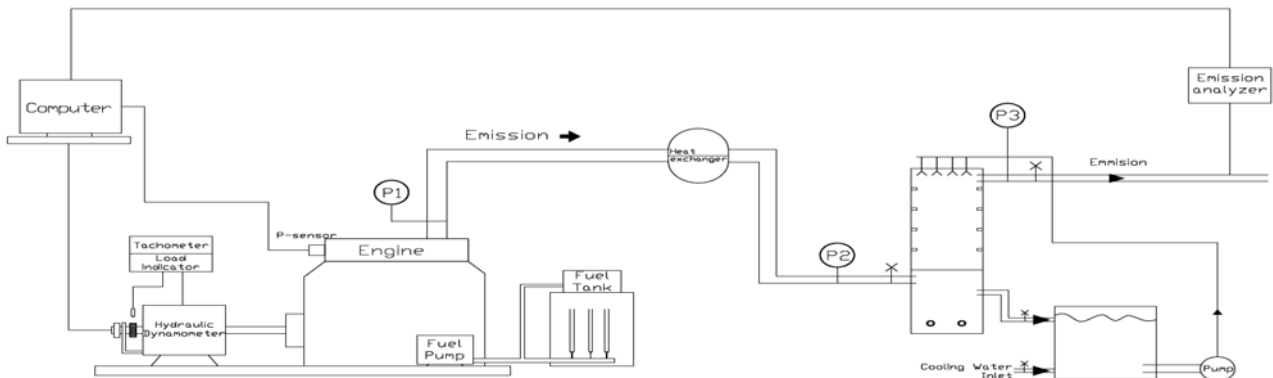 Computer
Emission
analyzer
P3
Emission
Heat
exchanger
Emmision
P1
P-sensor
Engine
Tachometer
Load
Indicator
P2
Fuel
Tank
Hydraulic
Dynamometer
Fuel
Pump
Cooling Water
Inlet
Pump